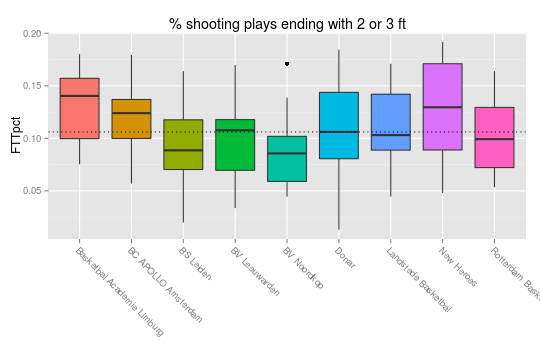 % shooting plays ending with 2 or 3 ft
FTTpct
0.20
0.15
0.10
0.05
Basketbal Academie Limburg
BC APOLLO Amsterdam
BS Leiden
BV Leeuwarden
BV Noordkop
Donar
Landstede Basketbal
New Heroes
Rotterdam Bask